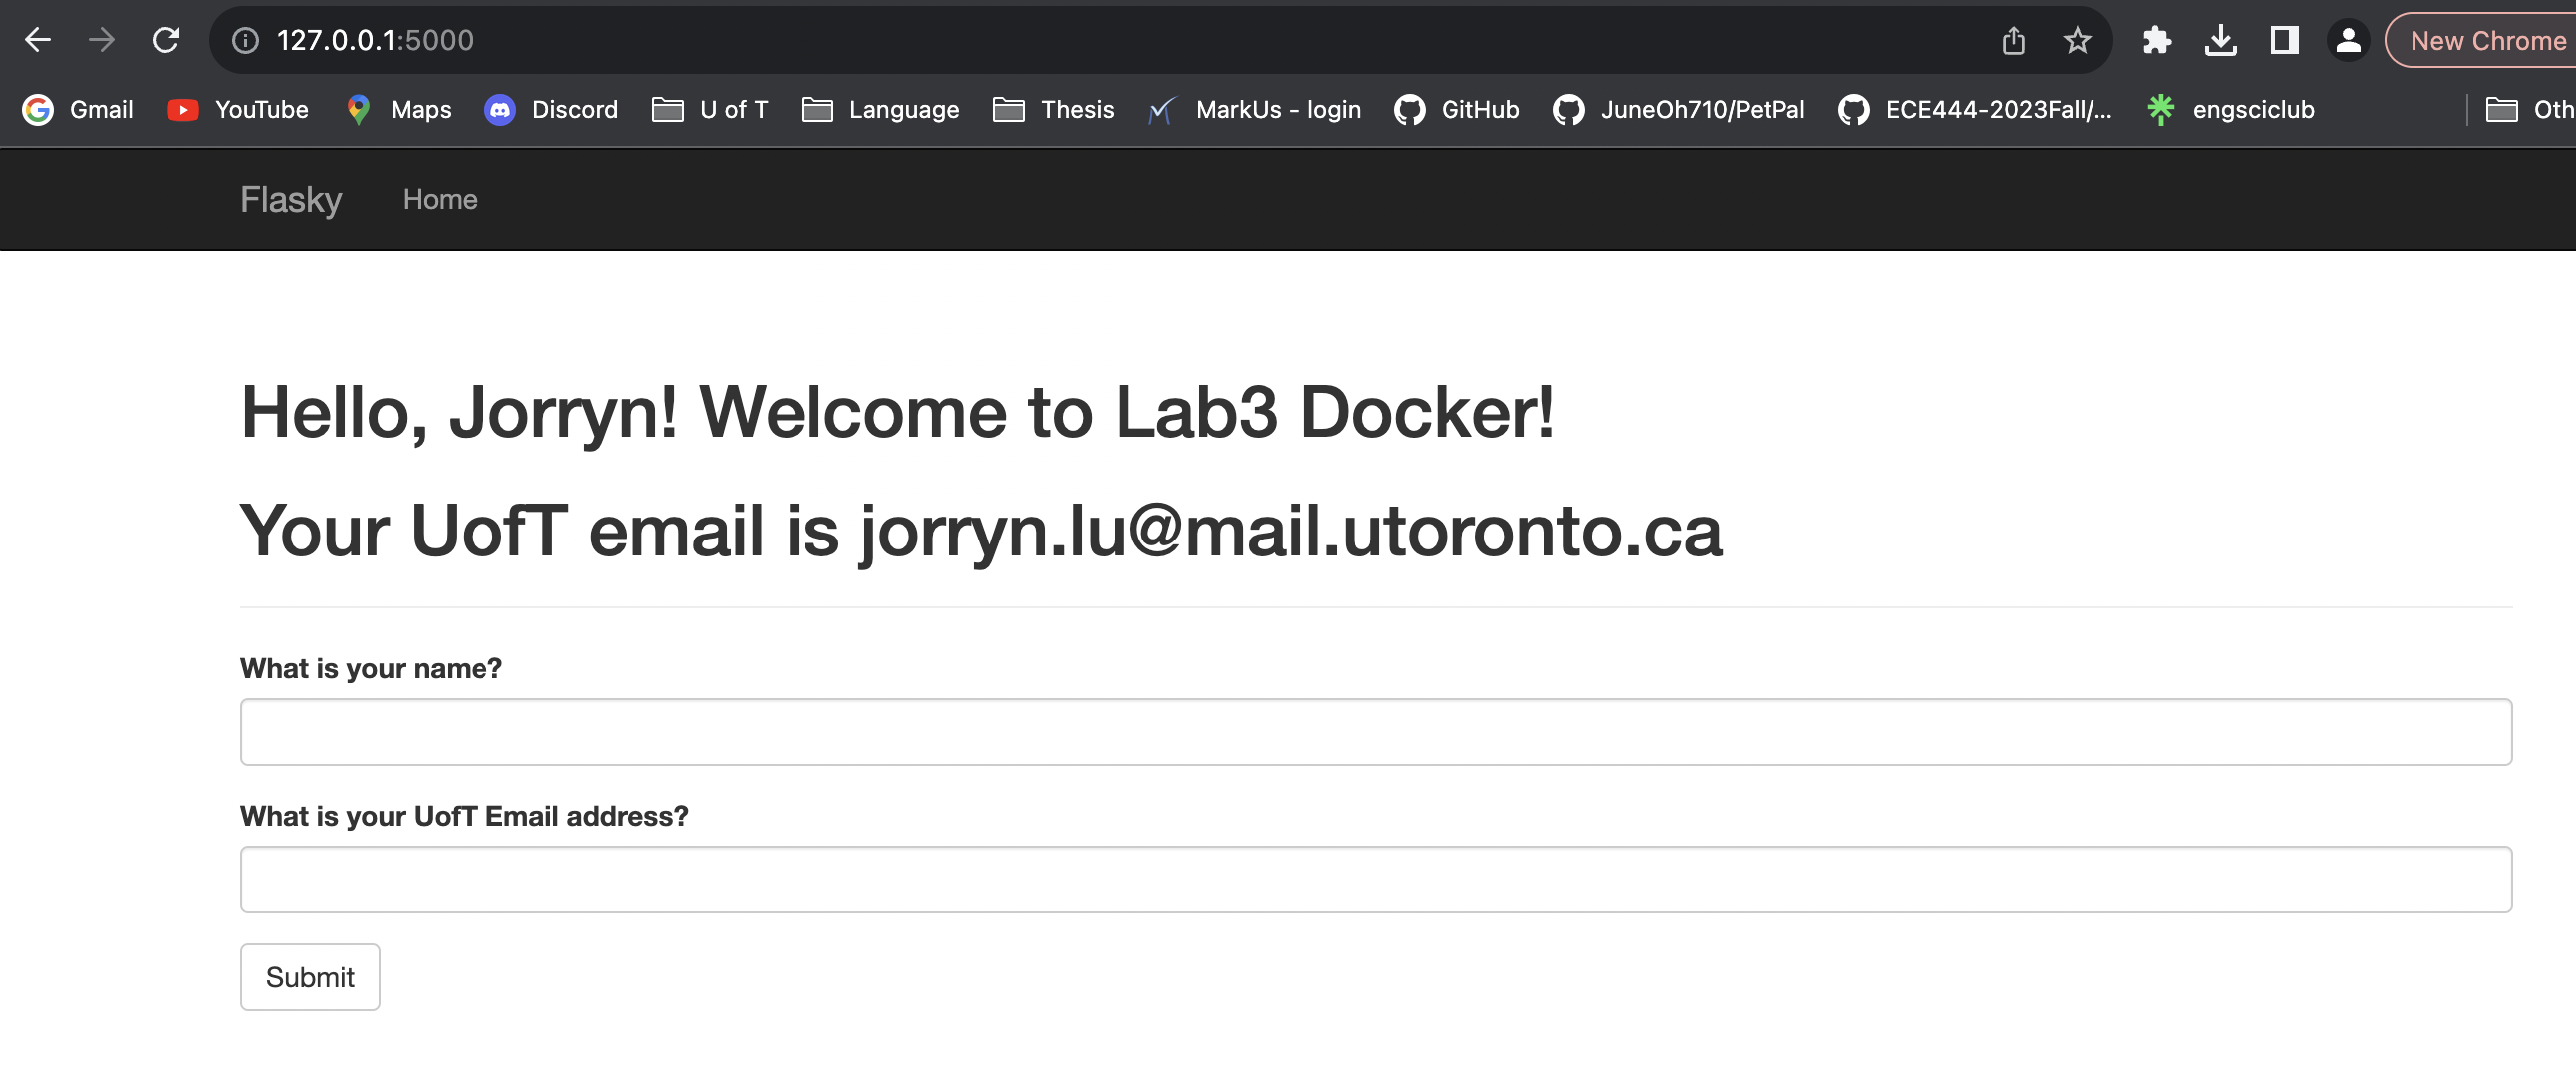 127.0.0.1:5000
New Chrome
Gmail YouTube Maps Discord U of T Language Thesis MarkUs - login GitHub JuneOh710/PetPal ECE444-2023Fall/... engsciclub Oth
Flasky Home
Hello, Jorryn! Welcome to Lab3 Docker!
Your UofT email is jorryn.lu@mail.utoronto.ca
What is your name?
What is your UofT Email address?
Submit